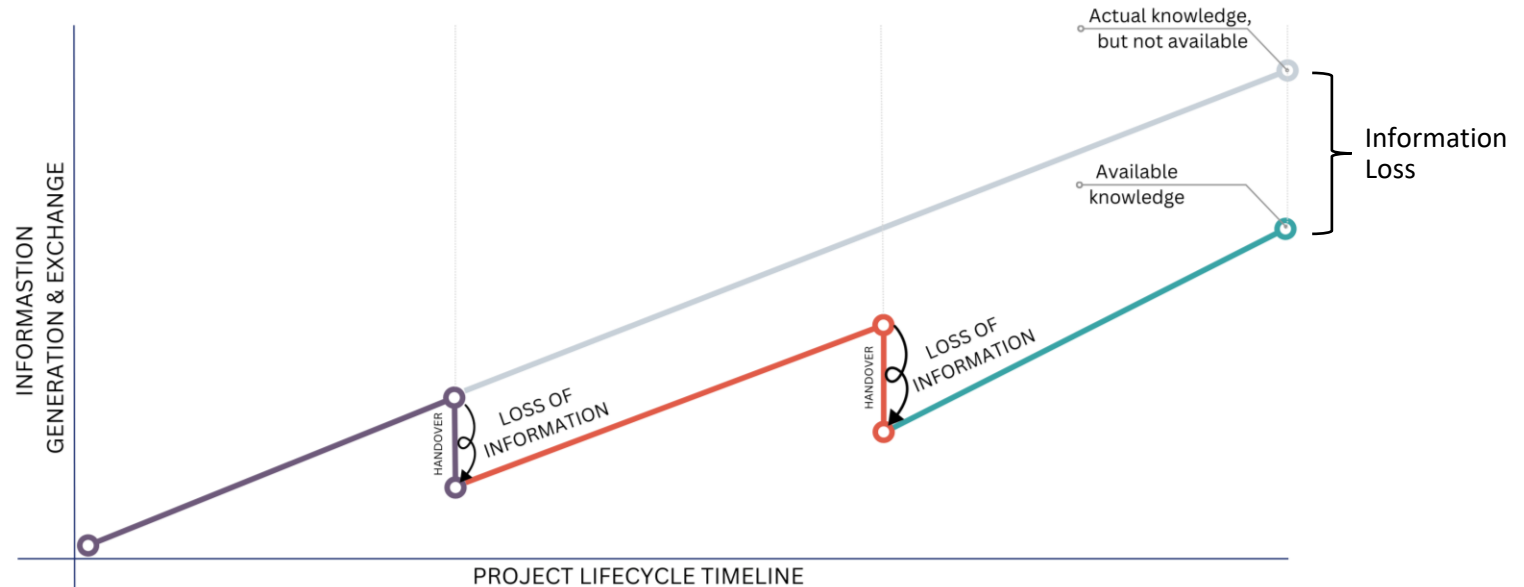 Actual knowledge,
but not available
Information
Loss
Available
knowledge
INFORMASTION
GENERATION & EXCHANGE
HANDOVER
LOSS OF
INFORMATION
HANDOVER
LOSS OF
INFORMATION
PROJECT LIFECYCLE TIMELINE